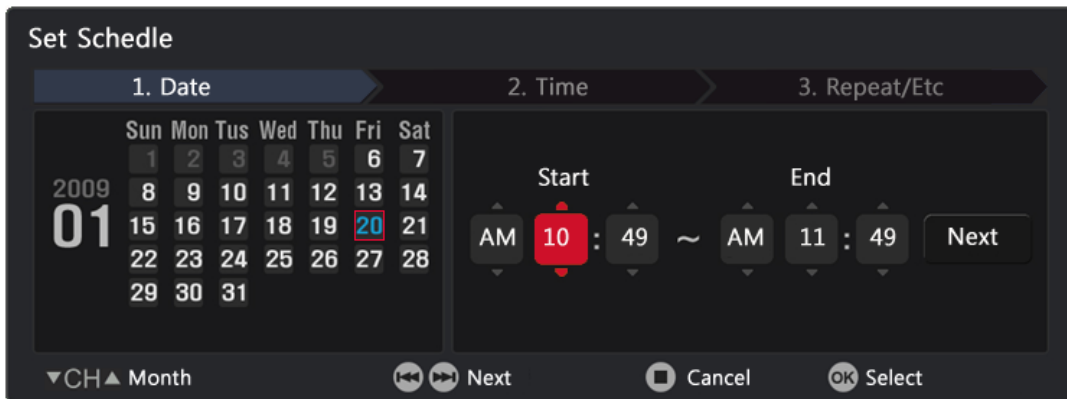 Set Schedle
1. Date 2. Time 3. Repeat/Etc
2009
01
Sun Mon Tus Wed Thu Fri Sat
1 2 3 4 5 6 7
8 9 10 11 12 13 14
15 16 17 18 19 20 21
22 23 24 25 26 27 28
29 30 31
Start End
AM 10 : 49 ~ AM 11 : 49 Next
▼CH▲ Month ⏮ ⏭ Next Cancel OK Select